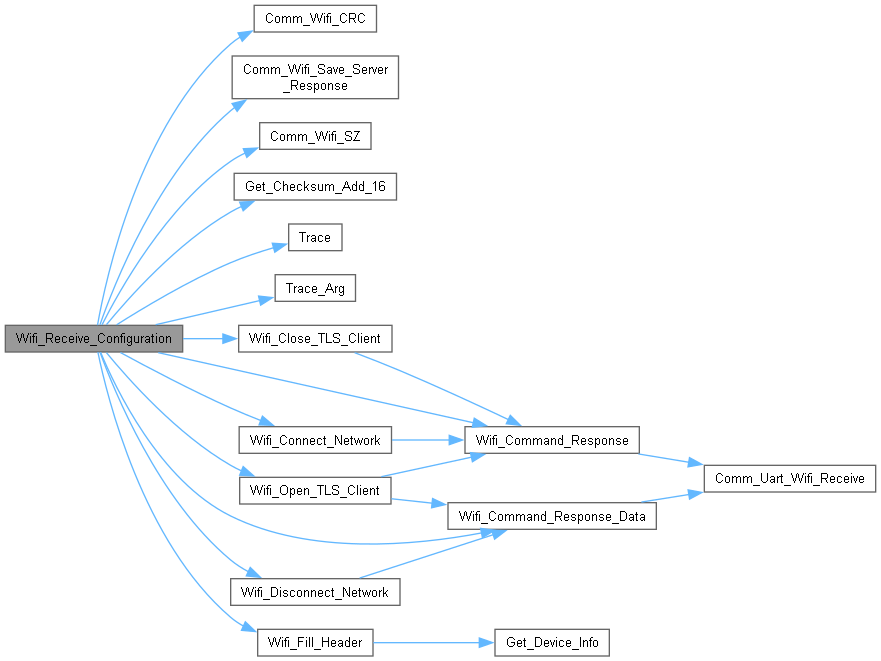 Comm_Wifi_CRC
Comm_Wifi_Save_Server
_Response
Comm_Wifi_SZ
Get_Checksum_Add_16
Trace
Trace_Arg
Wifi_Receive_Configuration
Wifi_Close_TLS_Client
Wifi_Connect_Network
Wifi_Command_Response
Comm_Uart_Wifi_Receive
Wifi_Open_TLS_Client
Wifi_Command_Response_Data
Wifi_Disconnect_Network
Wifi_Fill_Header
Get_Device_Info